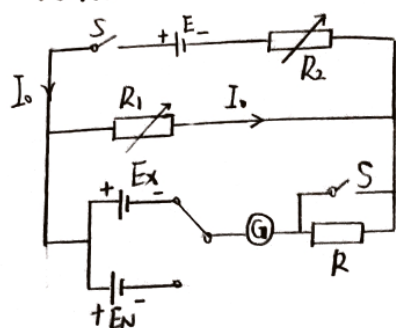 S + E -
R₂
I₀ R₁ I₀
+ Ex - S
G
R
+ EN -